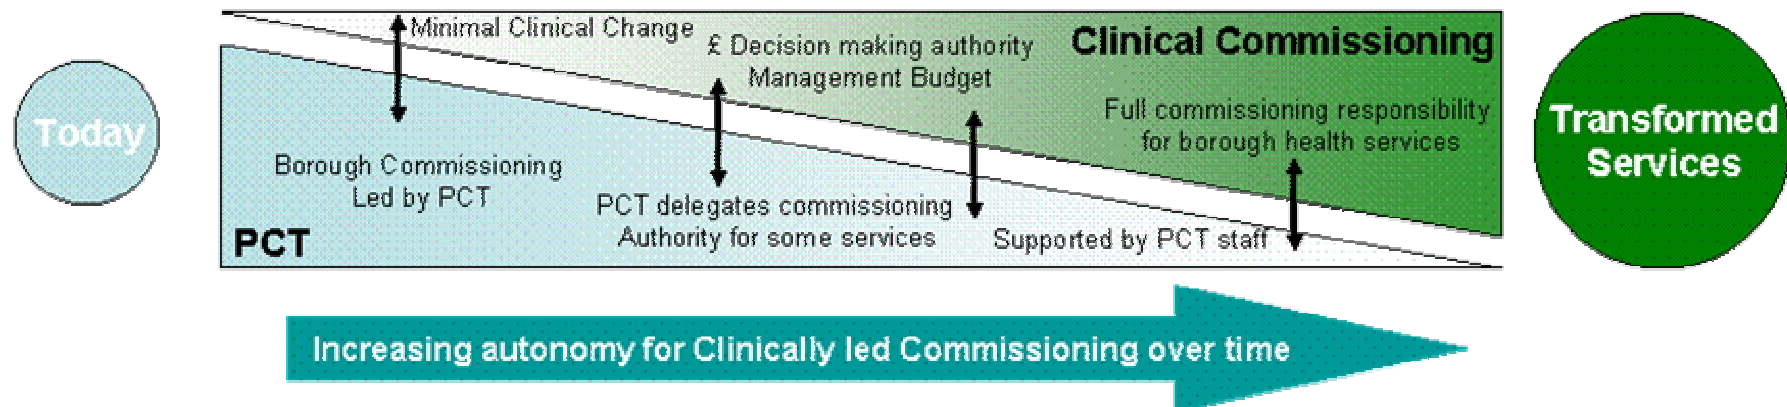 Today
Minimal Clinical Change
£ Decision making authority
Management Budget
Clinical Commissioning
Full commissioning responsibility
for borough health services
Borough Commissioning
Led by PCT
PCT delegates commissioning
Authority for some services
Supported by PCT staff
PCT
Transformed
Services
Increasing autonomy for Clinically led Commissioning over time